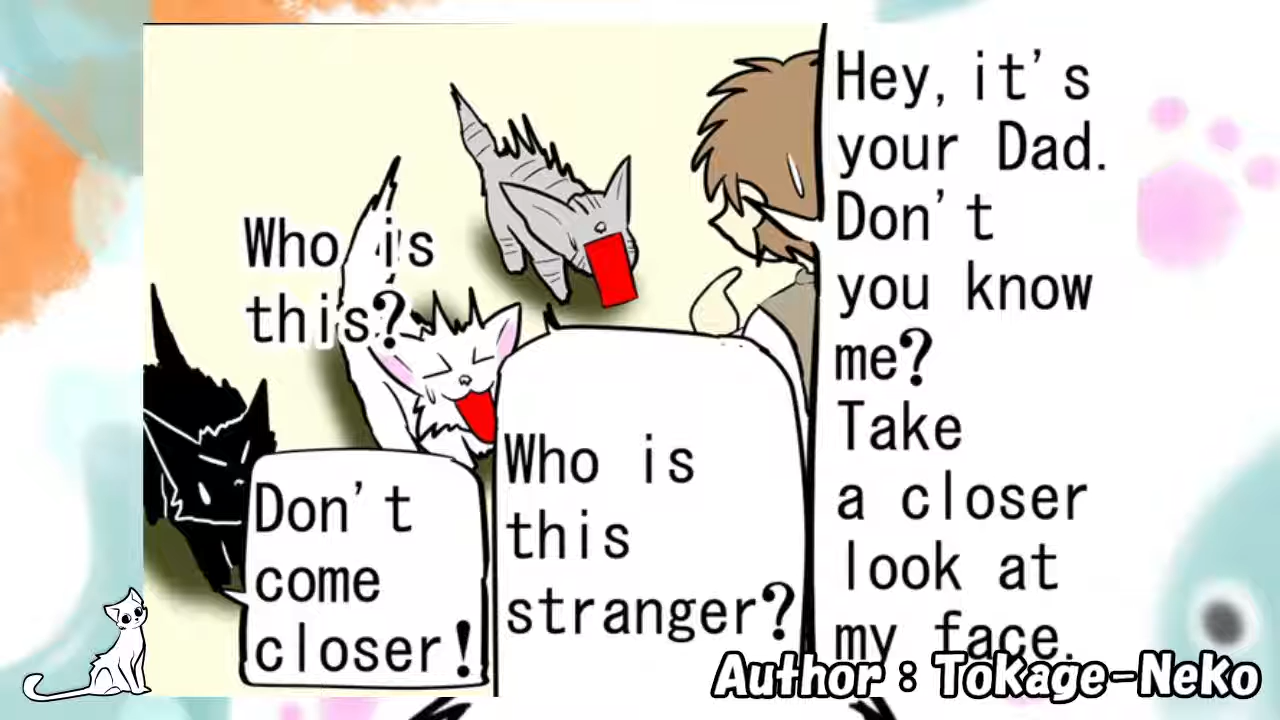 Who is
this?
Don't
come
closer!
Who is
this
stranger?
Hey, it's
your Dad.
Don't
you know
me?
Take
a closer
look at
my face.
Author : Tokage-Neko